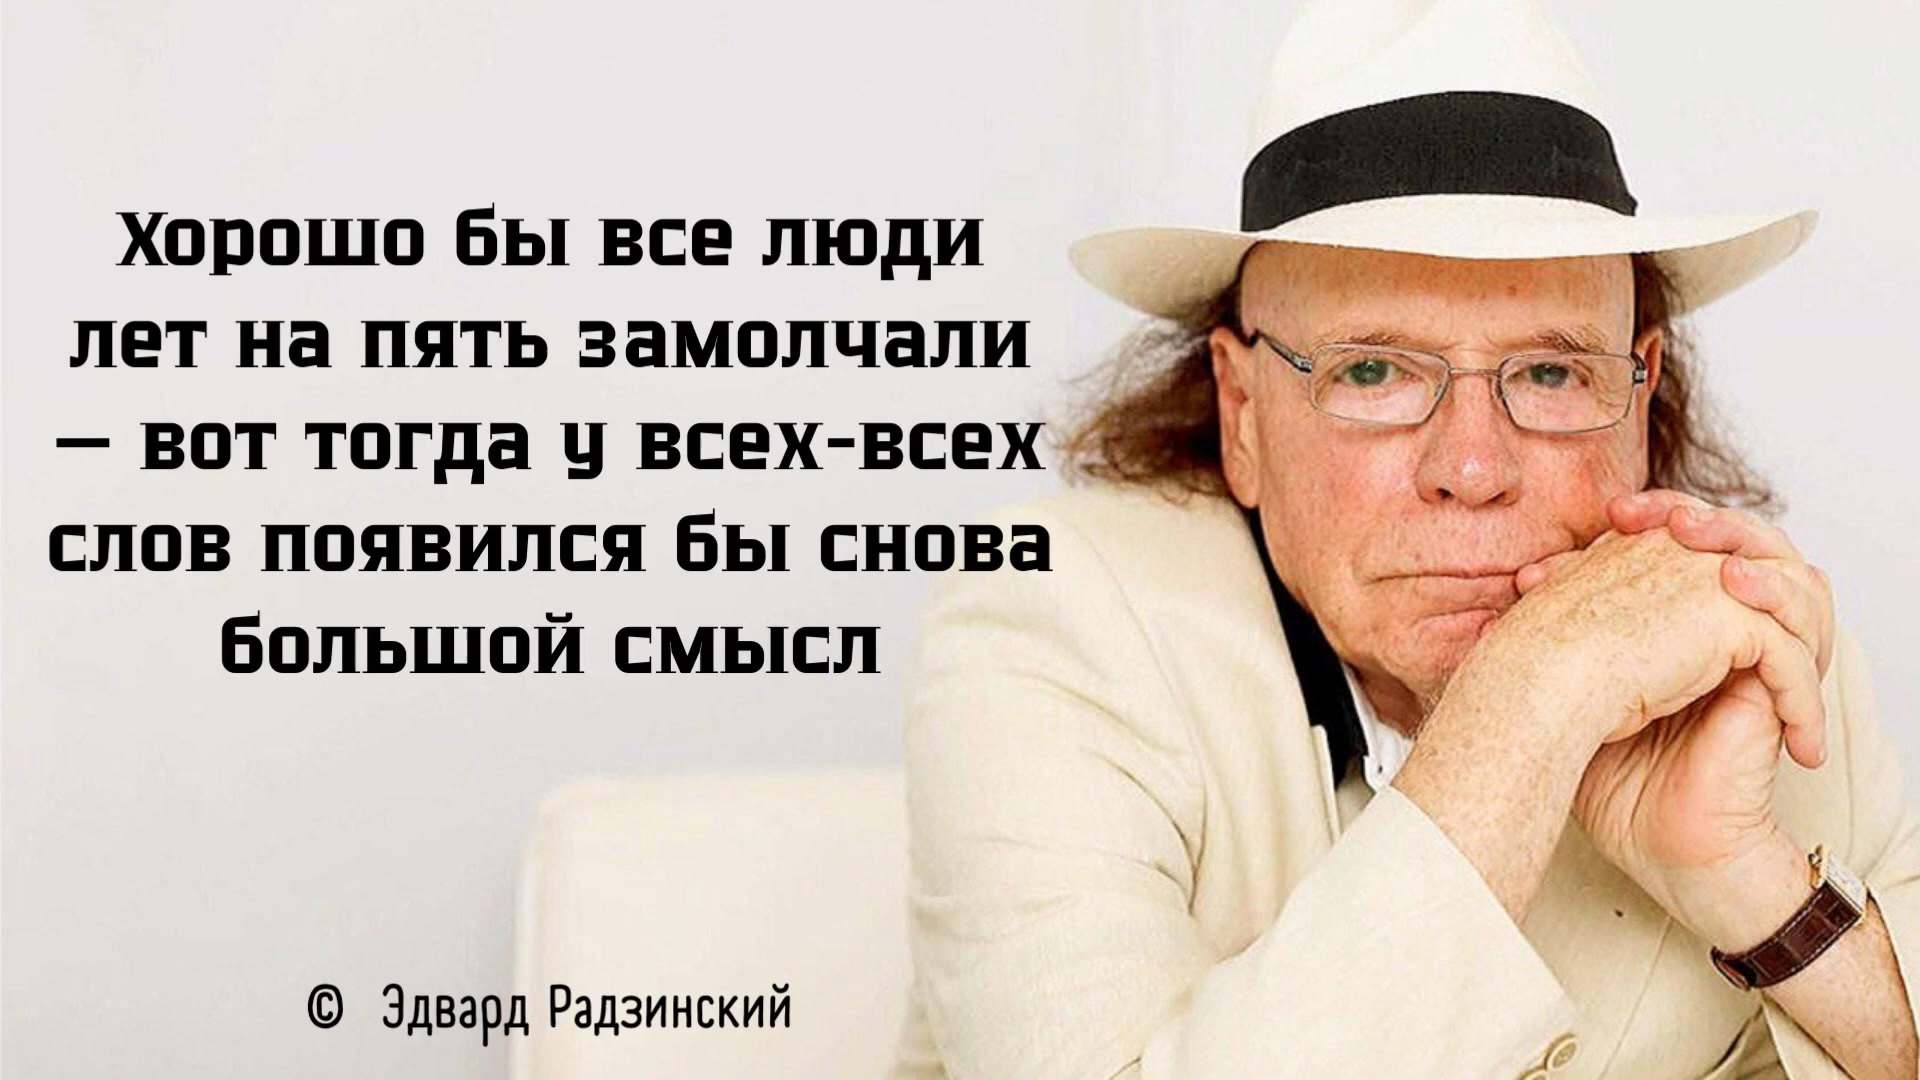 Хорошо бы все люди
лет на пять замолчали
— вот тогда у всех-всех
слов появился бы снова
большой смысл
© Эдвард Радзинский